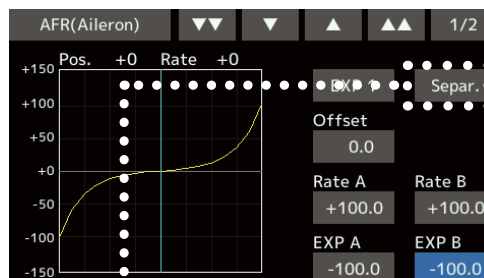 AFR(Aileron) ▼▼ ▼ ▲ ▲▲ 1/2
Pos. +0 Rate +0
+150
+100
+50
+0
-50
-100
-150
EXP 1 Separ.
Offset
0.0
Rate A Rate B
+100.0 +100.0
EXP A EXP B
-100.0 -100.0